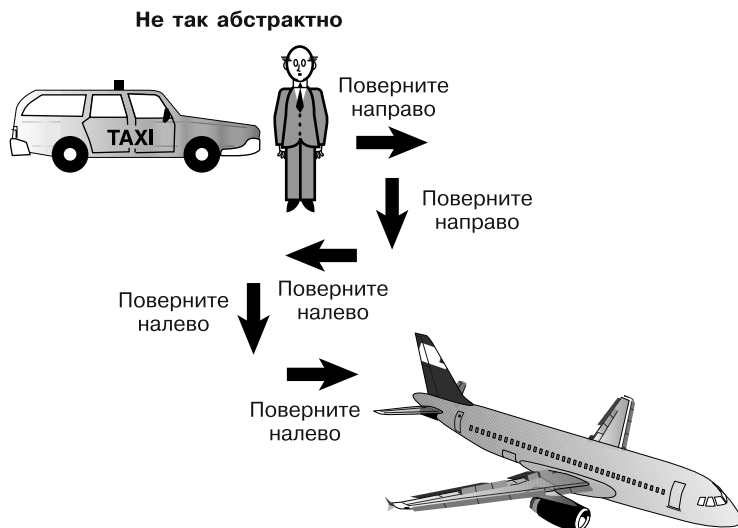 Не так абстрактно
TAXI
Поверните
направо
Поверните
направо
Поверните
налево
Поверните
налево
Поверните
налево